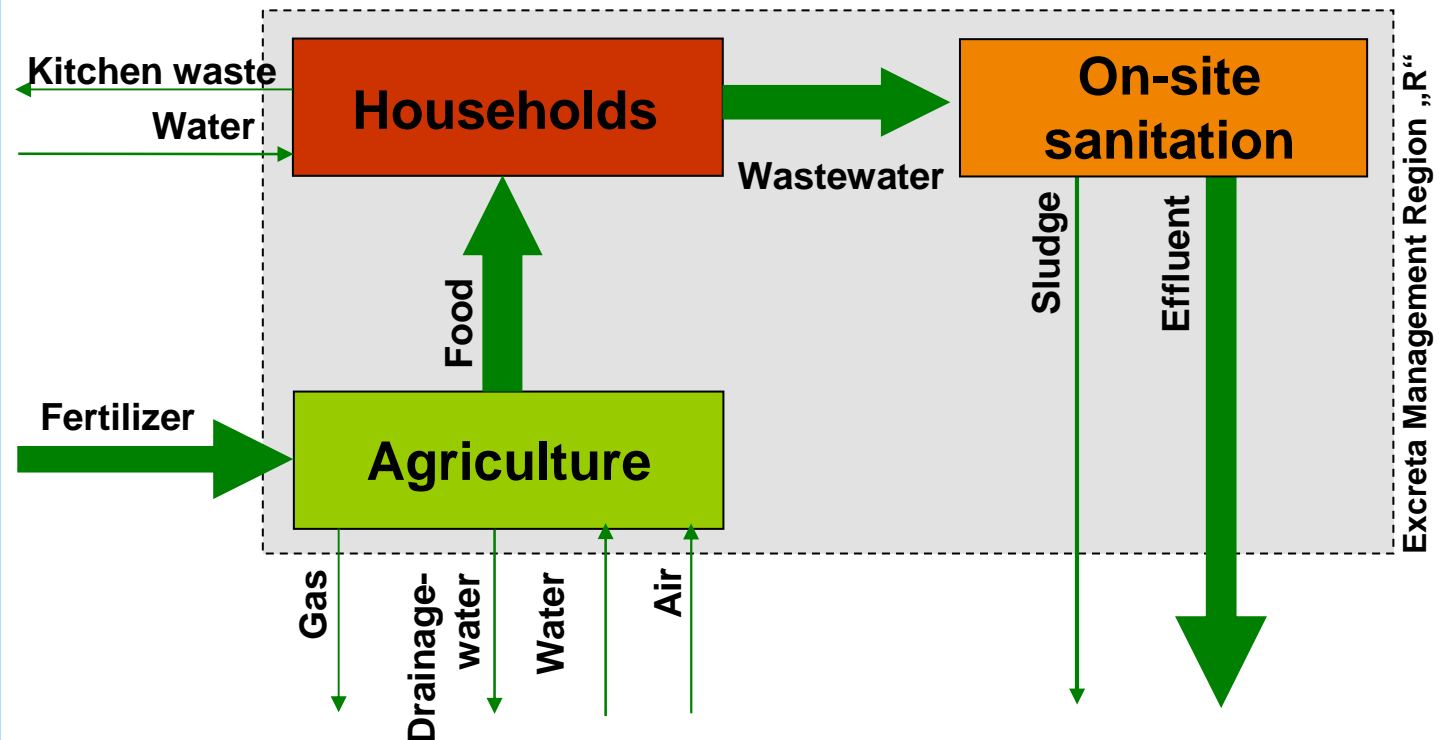 Kitchen waste
Water
Households
On-site
sanitation
Wastewater
Sludge
Effluent
Excreta Management Region „R“
Food
Fertilizer
Agriculture
Gas
Drainage-
water
Water
Air